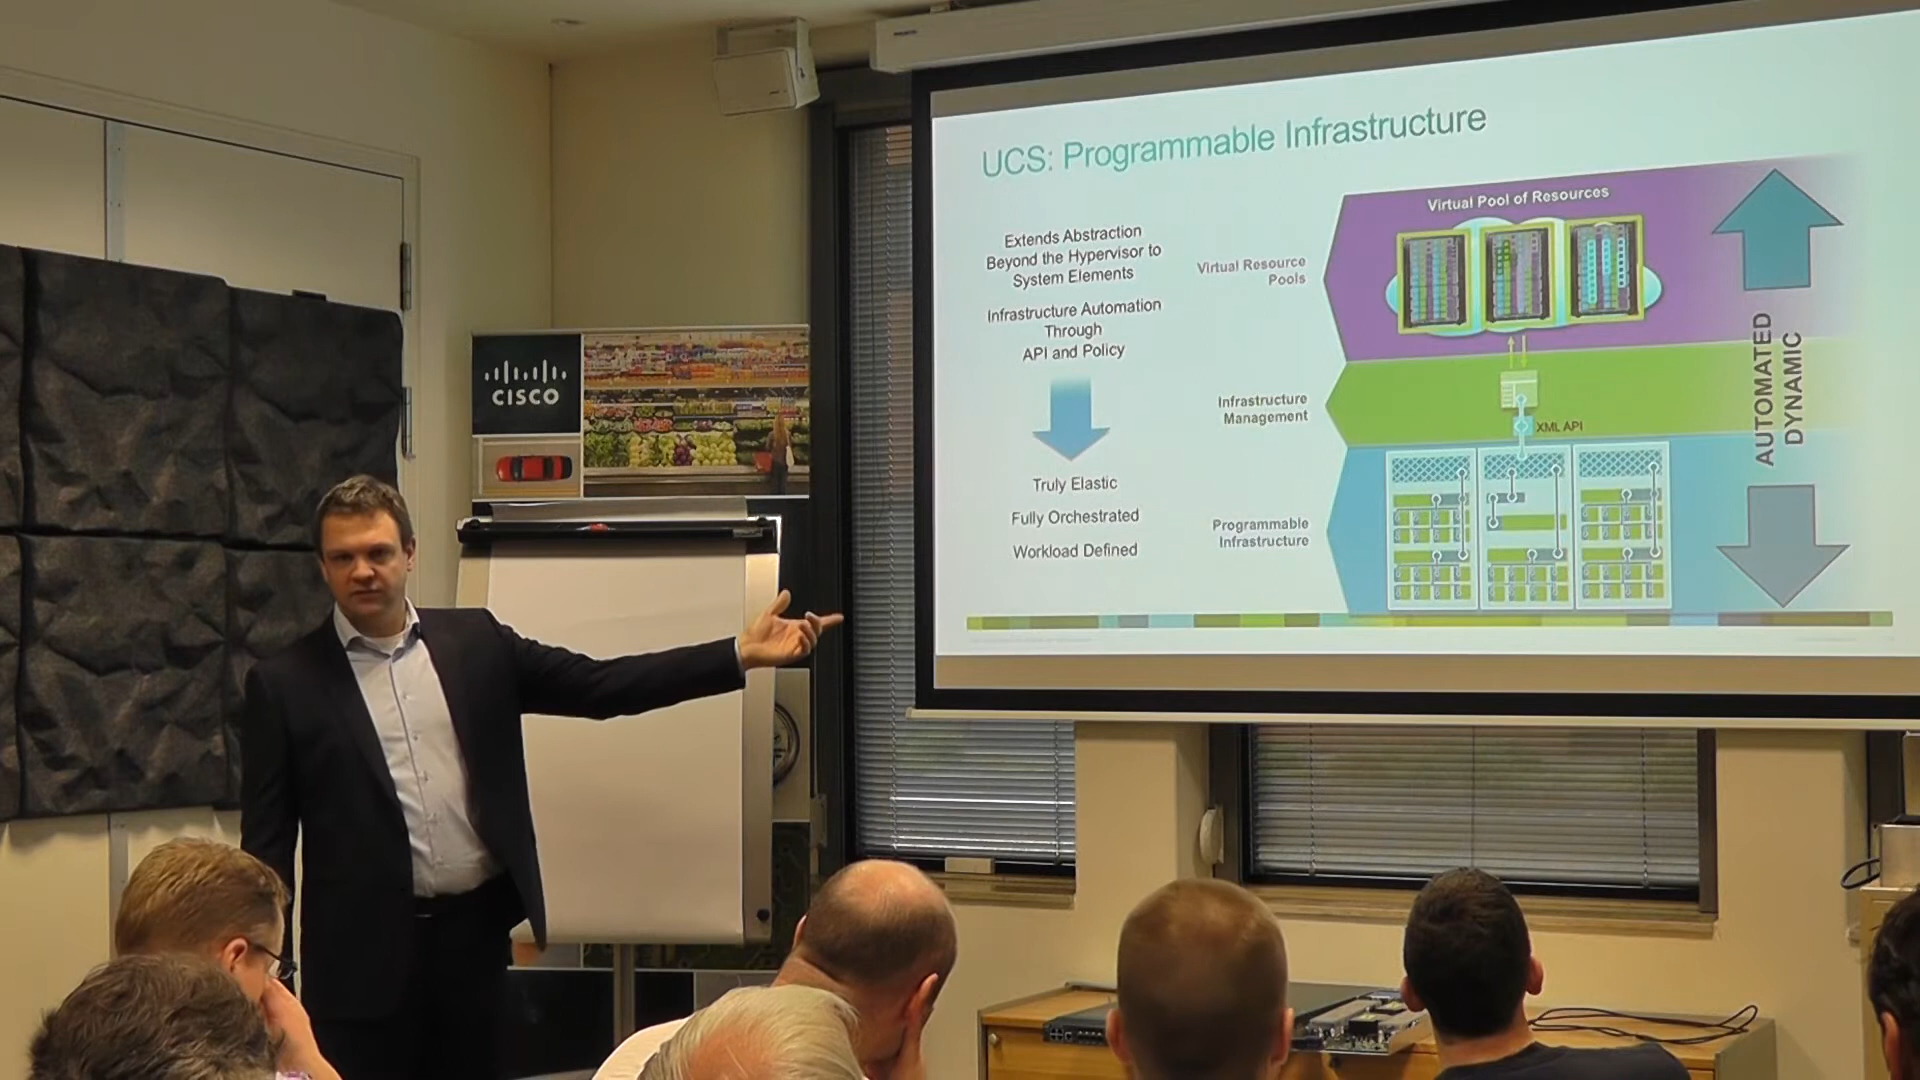 UCS: Programmable Infrastructure
Extends Abstraction
Beyond the Hypervisor to
System Elements
Infrastructure Automation
Through
API and Policy
Truly Elastic
Fully Orchestrated
Workload Defined
Virtual Resource
Pools
Infrastructure
Management
Programmable
Infrastructure
Virtual Pool of Resources
XML API
AUTOMATED
DYNAMIC
CISCO